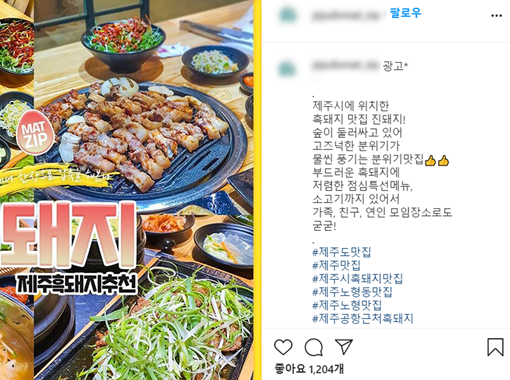 MAT
ZIP
돼지
제주흑돼지추천
팔로우
광고*
.
제주시에 위치한
흑돼지 맛집 진돼지!
숲이 둘러싸고 있어
고즈넉한 분위기가
물씬 풍기는 분위기맛집👍👍
부드러운 흑돼지에
저렴한 점심특선메뉴,
소고기까지 있어서
가족, 친구, 연인 모임장소로도
굳굳!
.
#제주도맛집
#제주맛집
#제주시흑돼지맛집
#제주노형동맛집
#제주노형맛집
#제주공항근처흑돼지
좋아요 1,204개